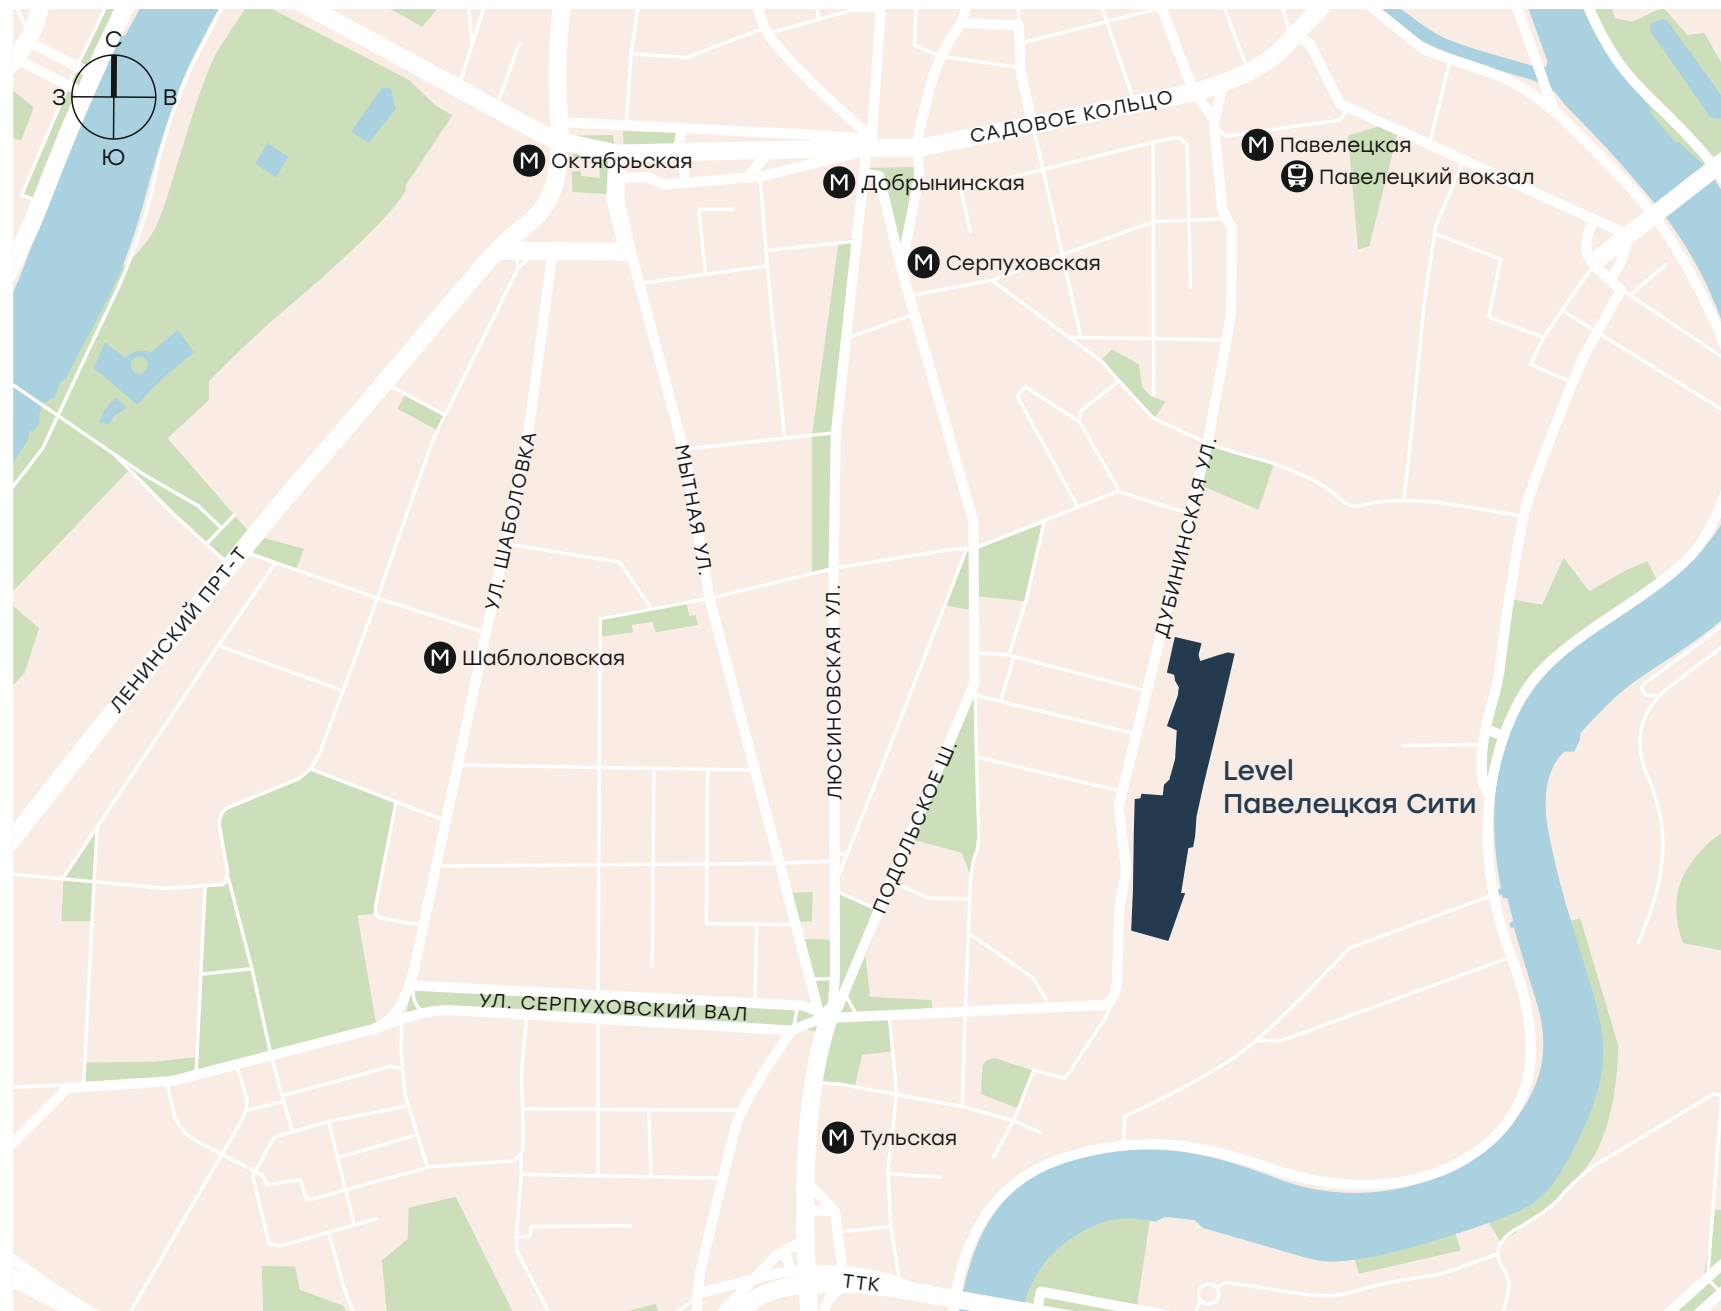 С
З
В
Ю
САДОВОЕ КОЛЬЦО
М Октябрьская
М Добрынинская
М Павелецкая
Павелецкий вокзал
М Серпуховская
УЛ. ШАБОЛОВКА
МЫТНАЯ УЛ.
ДУБИНИНСКАЯ УЛ.
ЛЕНИНСКИЙ ПРТ-Т
ЛЮСИНОВСКАЯ УЛ.
М Шаблоловская
ПОДОЛЬСКОЕ Ш.
Level
Павелецкая Сити
УЛ. СЕРПУХОВСКИЙ ВАЛ
М Тульская
ТТК